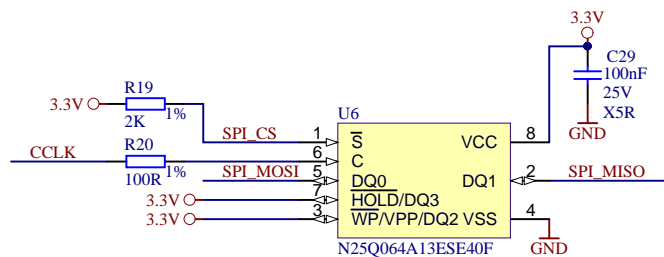 3.3V
C29
100nF
25V
X5R
GND
R19
3.3V
2K
1%
U6
SPI_CS
1
S
VCC
8
CCLK
R20
100R
1%
6
C
SPI_MOSI
5
DQ0
DQ1
2
SPI_MISO
3.3V
7
HOLD/DQ3
3.3V
3
WP/VPP/DQ2
VSS
4
GND
N25Q064A13ESE40F